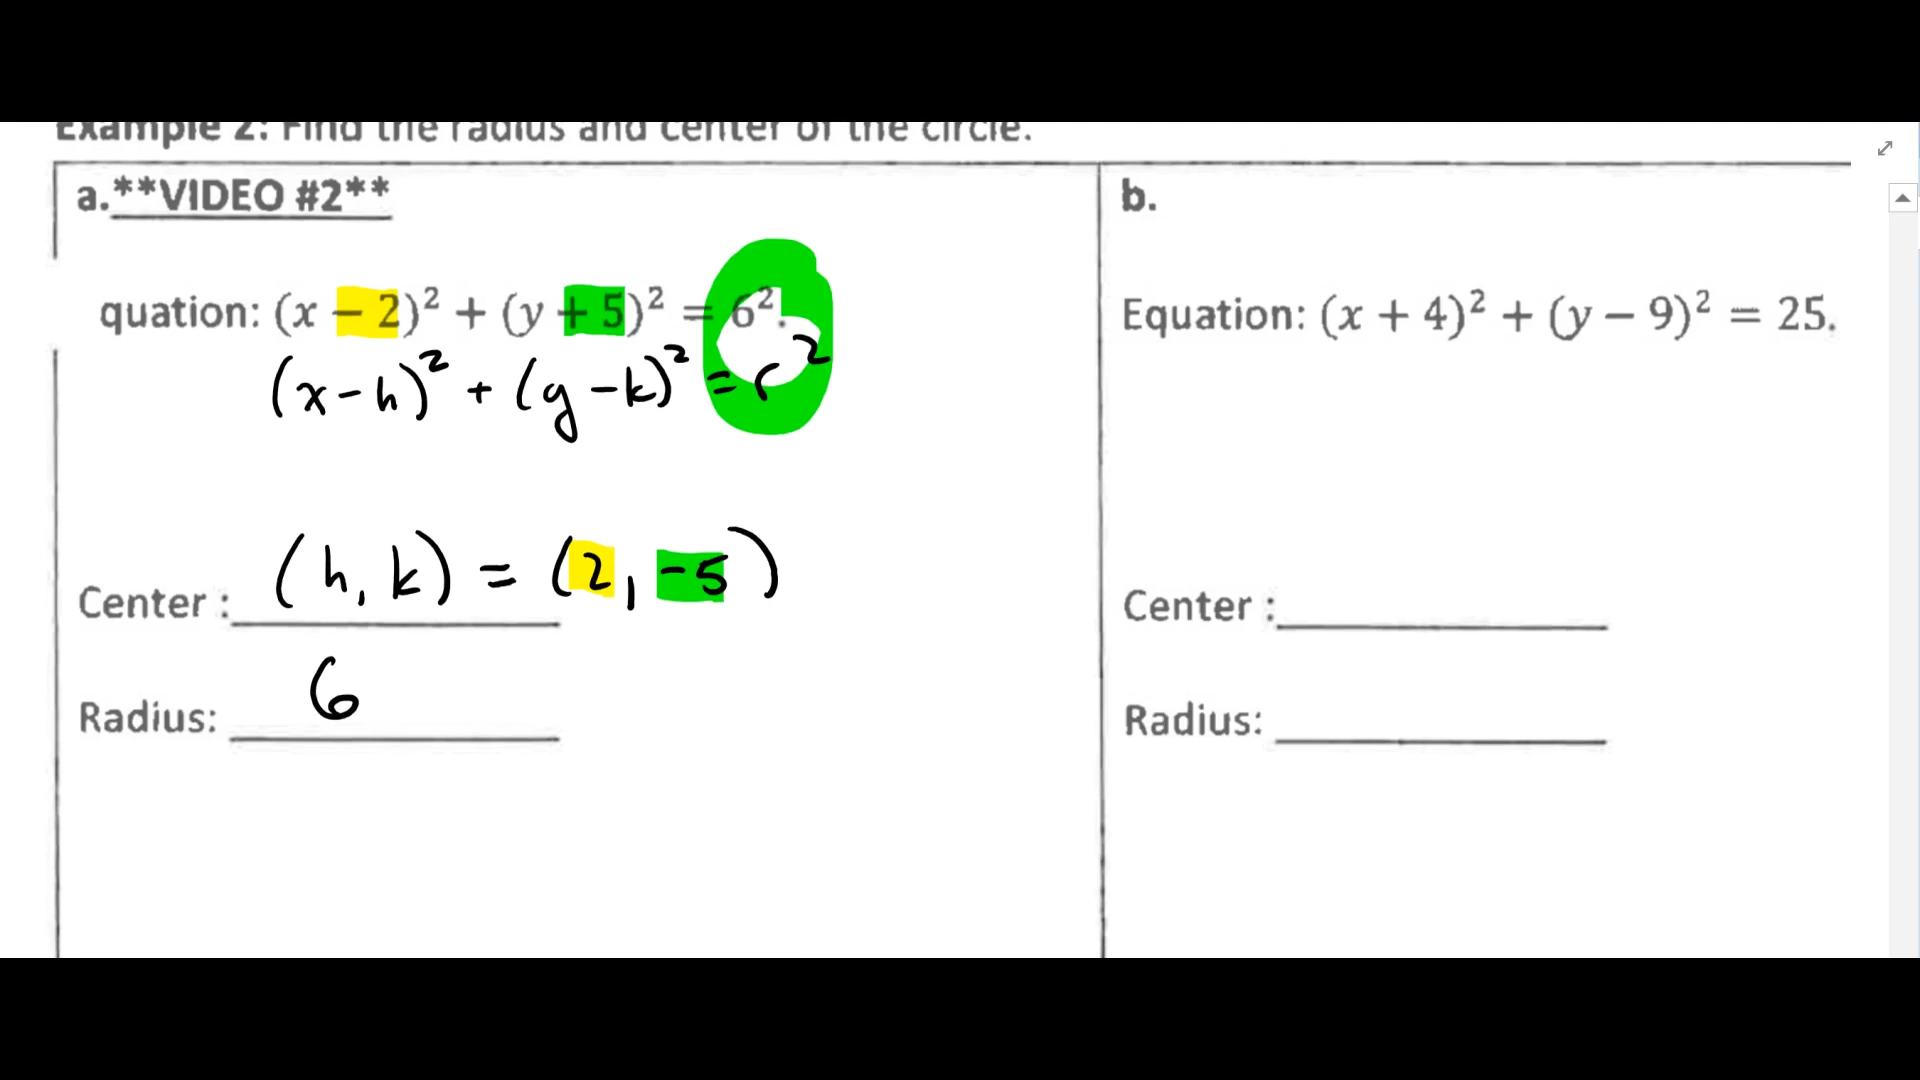 Example 2: Find the radius and center of the circle.
a.**VIDEO #2**
quation: (x − 2)² + (y + 5)² = 6².
(x − h)² + (y − k)² = r²
(h, k) = (2, -5)
Center :
6
Radius:
b.
Equation: (x + 4)² + (y − 9)² = 25.
Center :
Radius: